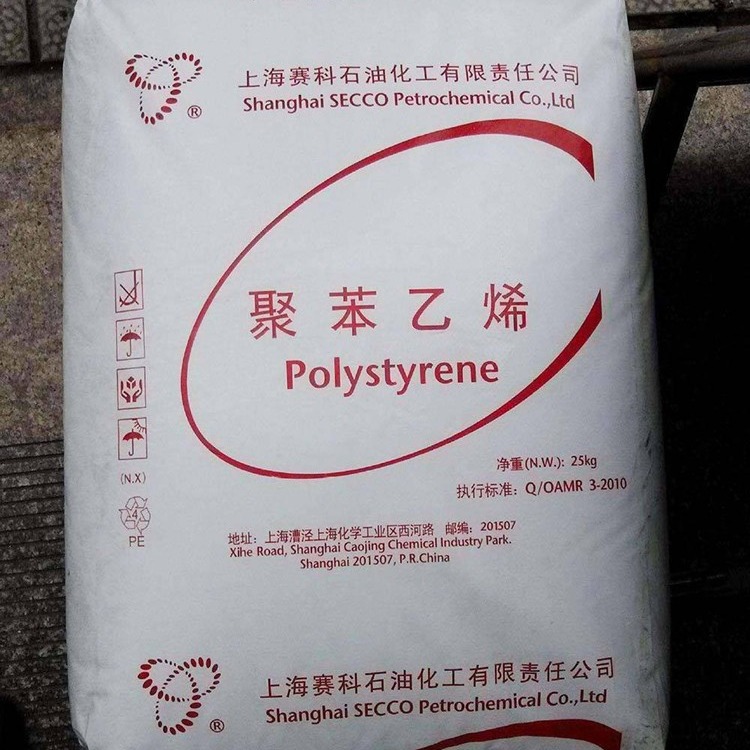 上海赛科石油化工有限责任公司
Shanghai SECCO Petrochemical Co.,Ltd
®
聚苯乙烯
Polystyrene
净重(N.W.): 25kg
执行标准: Q/OAMR 3-2010
(N.X)
4
PE
地址: 上海漕泾上海化学工业区西河路 邮编: 201507
Xihe Road, Shanghai Caojing Chemical Industry Park.
Shanghai 201507, P.R.China
上海赛科石油化工有限责任公司
Shanghai SECCO Petrochemical Co.,Ltd
®